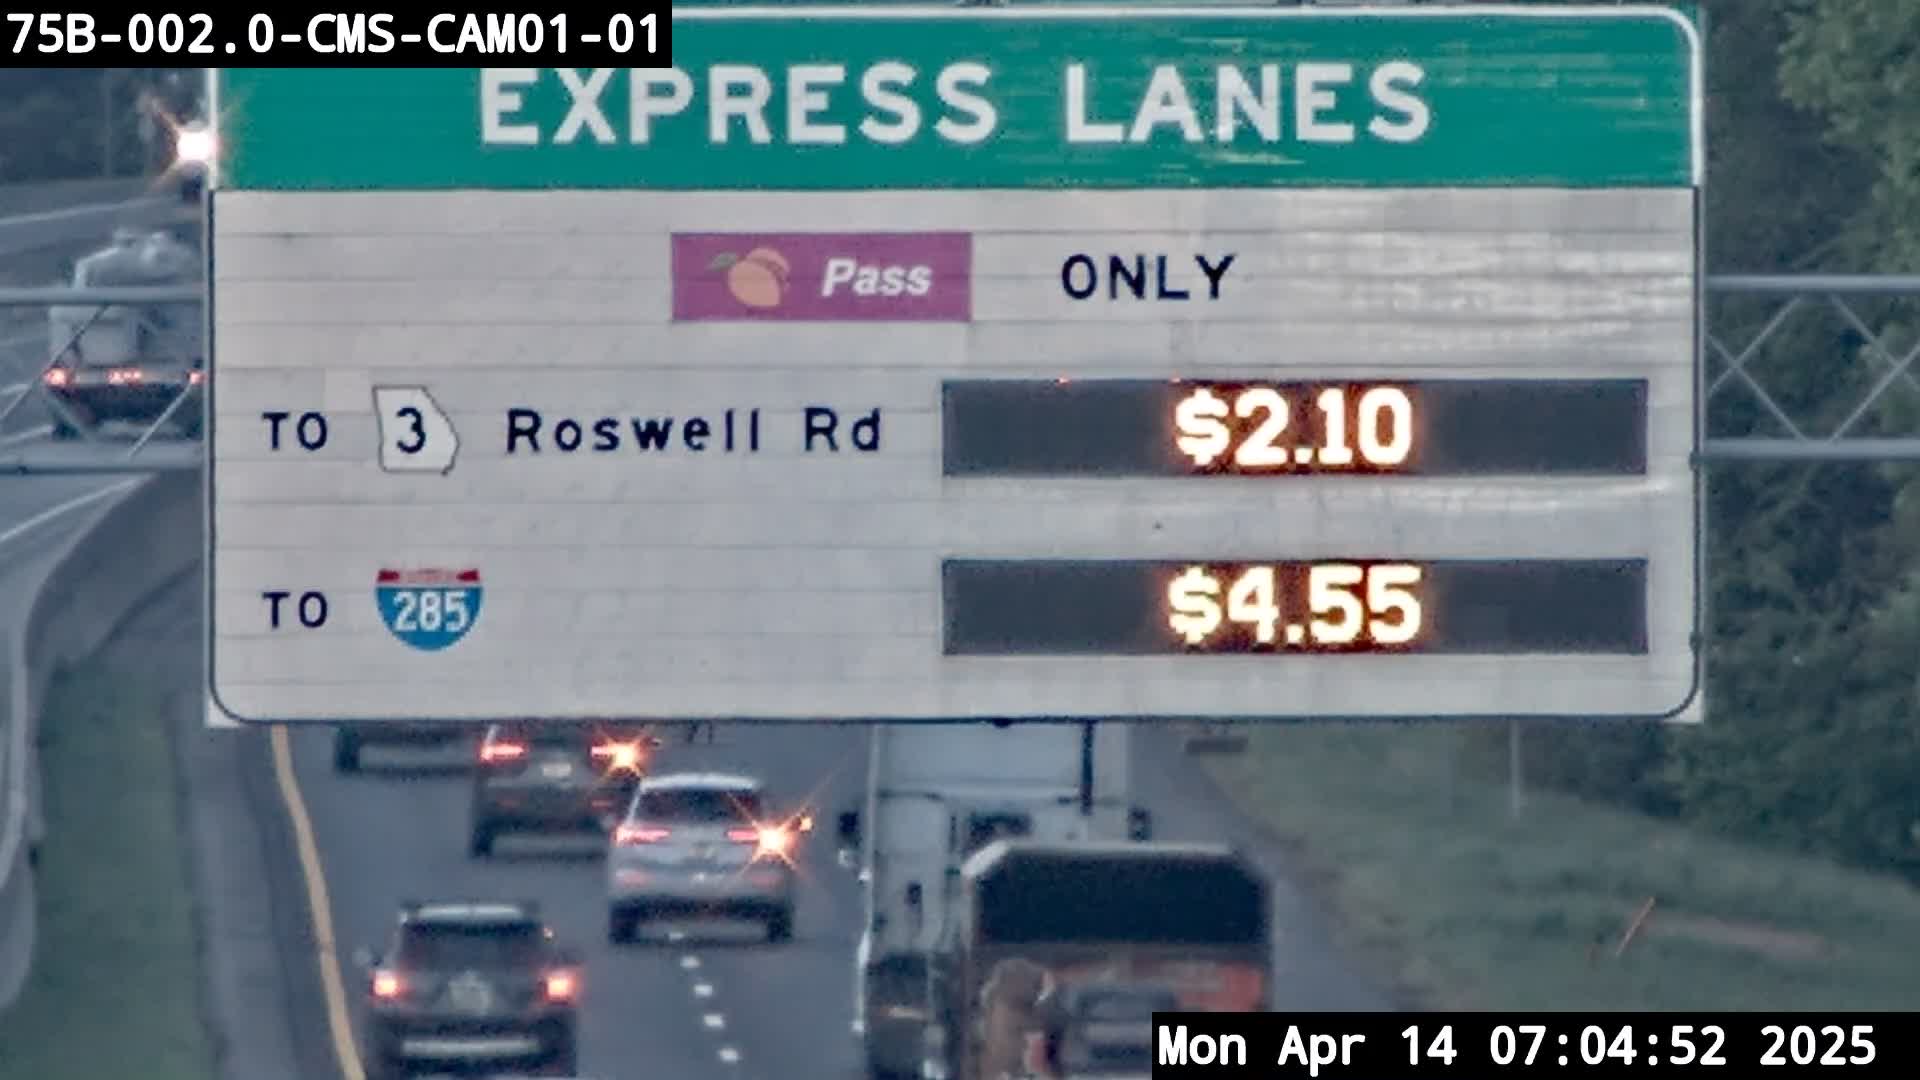 75B-002.0-CMS-CAM01-01
EXPRESS LANES
Pass ONLY
TO 3 Roswell Rd $2.10
TO 285 $4.55
Mon Apr 14 07:04:52 2025